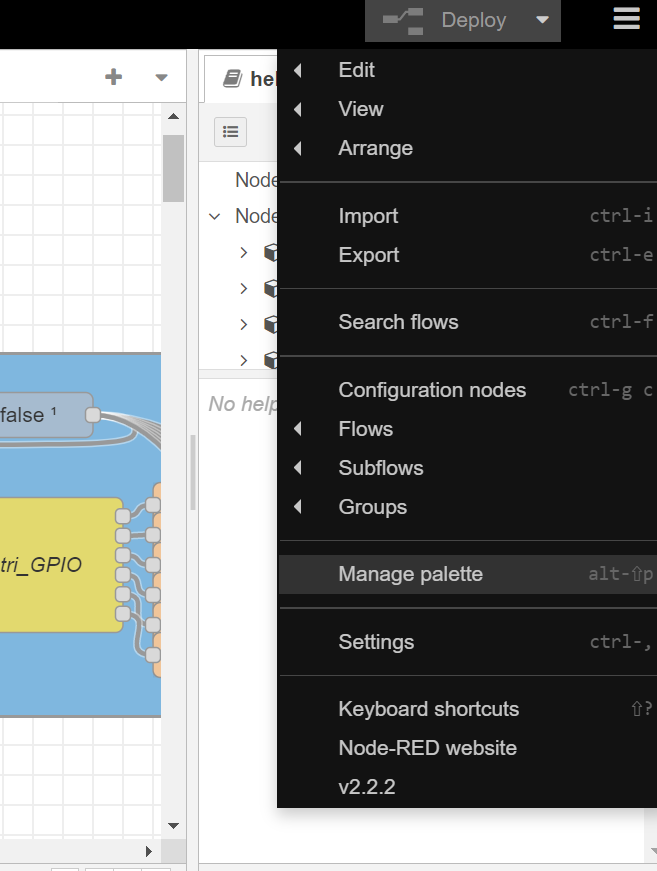 Deploy
hel
Edit
View
Arrange
Node
Import ctrl-i
Node
Export ctrl-e
Search flows ctrl-f
Configuration nodes ctrl-g c
No help
false ¹
Flows
Subflows
Groups
tri_GPIO
Manage palette alt-⇧p
Settings ctrl-,
Keyboard shortcuts ⇧?
Node-RED website
v2.2.2